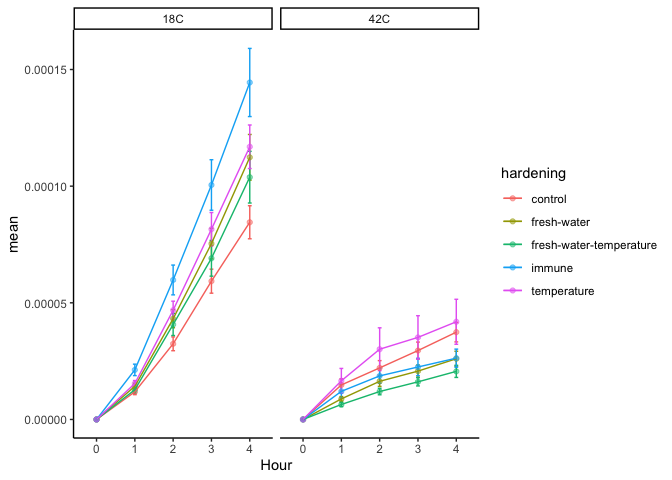 18C
42C
mean
0.00015
0.00010
0.00005
0.00000
0 1 2 3 4
0 1 2 3 4
Hour
hardening
control
fresh-water
fresh-water-temperature
immune
temperature